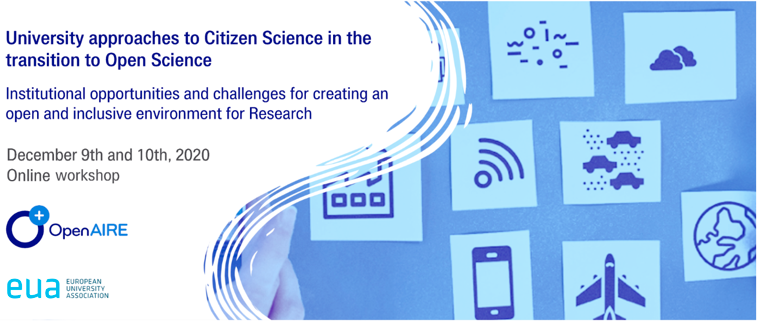 University approaches to Citizen Science in the
transition to Open Science
Institutional opportunities and challenges for creating an
open and inclusive environment for Research
December 9th and 10th, 2020
Online workshop
OpenAIRE
eua
EUROPEAN
UNIVERSITY
ASSOCIATION